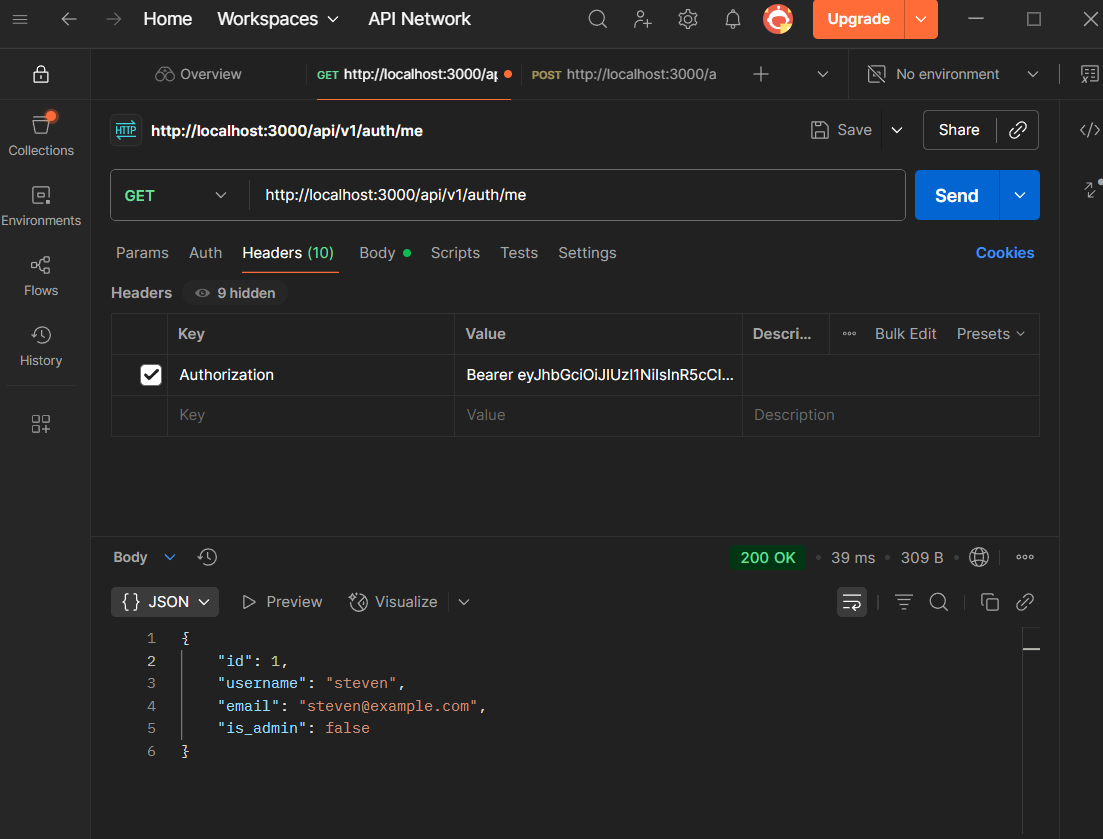 Home Workspaces API Network Upgrade
Overview GET http://localhost:3000/ap POST http://localhost:3000/a No environment
Collections
Environments
Flows
History
HTTP http://localhost:3000/api/v1/auth/me Save Share
GET http://localhost:3000/api/v1/auth/me Send
Params Auth Headers (10) Body Scripts Tests Settings Cookies
Headers 9 hidden
Key Value Descri... Bulk Edit Presets
Authorization Bearer eyJhbGciOiJIUzI1NiIsInR5cCI...
Key Value Description
Body 200 OK • 39 ms • 309 B •
{} JSON Preview Visualize
1 {
2 "id": 1,
3 "username": "steven",
4 "email": "steven@example.com",
5 "is_admin": false
6 }